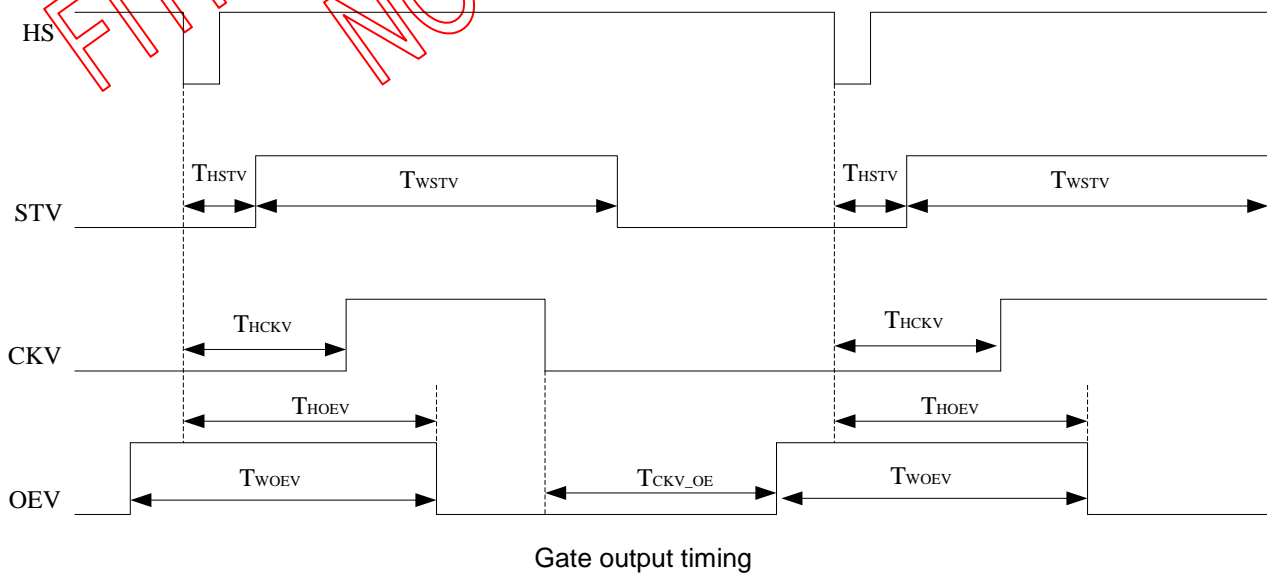 HS
STV
THSTV
TWSTV
THSTV
TWSTV
CKV
THCKV
THCKV
OEV
THOEV
THOEV
TWOEV
TCKV_OE
TWOEV
Gate output timing